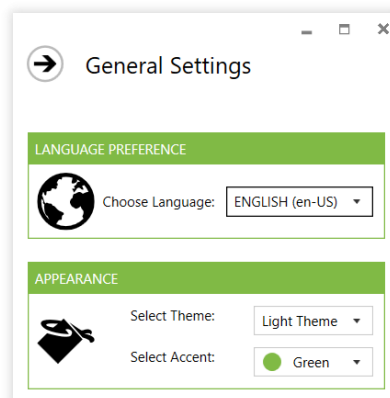 General Settings
LANGUAGE PREFERENCE
Choose Language: ENGLISH (en-US)
APPEARANCE
Select Theme: Light Theme
Select Accent: Green